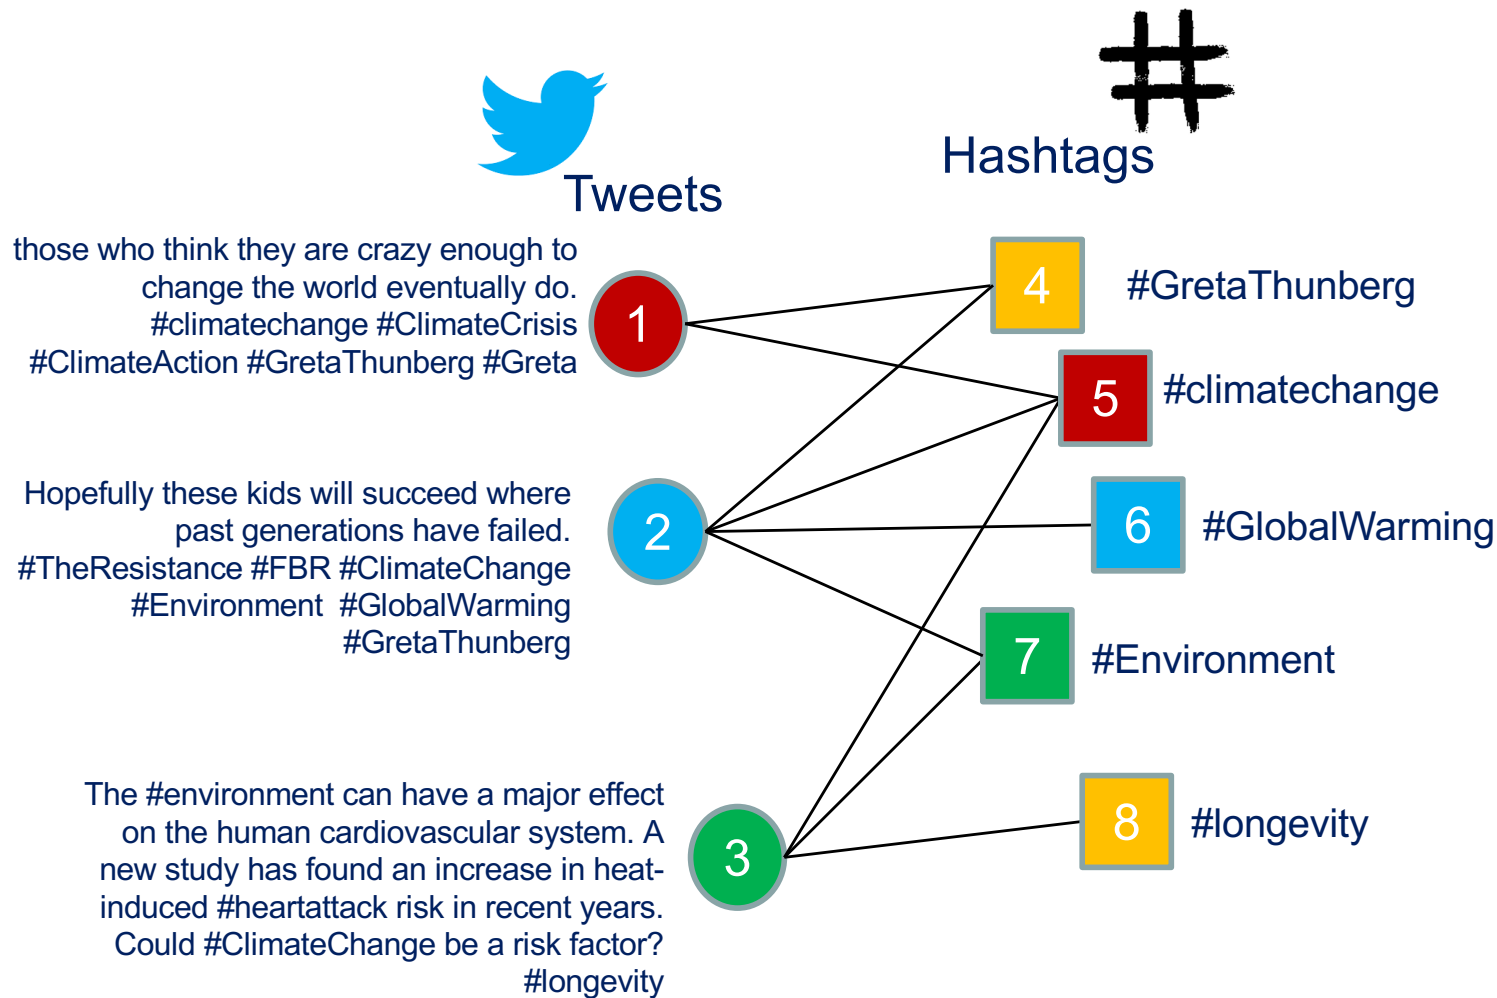 Tweets
Hashtags
those who think they are crazy enough to
change the world eventually do.
#climatechange #ClimateCrisis
#ClimateAction #GretaThunberg #Greta
1
4
#GretaThunberg
5
#climatechange
Hopefully these kids will succeed where
past generations have failed.
#TheResistance #FBR #ClimateChange
#Environment #GlobalWarming
#GretaThunberg
2
6
#GlobalWarming
7
#Environment
The #environment can have a major effect
on the human cardiovascular system. A
new study has found an increase in heat-
induced #heartattack risk in recent years.
Could #ClimateChange be a risk factor?
#longevity
3
8
#longevity